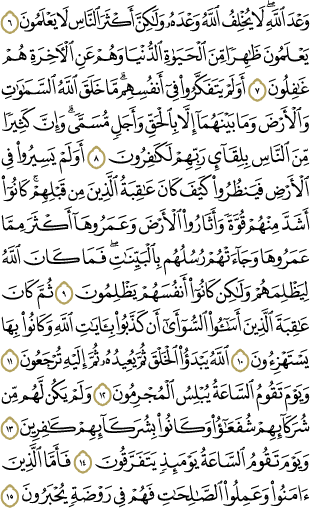 وَعْدَ ٱللَّهِ ۖ لَا يُخْلِفُ ٱللَّهُ وَعْدَهُۥ وَلَٰكِنَّ أَكْثَرَ ٱلنَّاسِ لَا يَعْلَمُونَ ٦
يَعْلَمُونَ ظَٰهِرًا مِّنَ ٱلْحَيَوٰةِ ٱلدُّنْيَا وَهُمْ عَنِ ٱلْءَاخِرَةِ هُمْ
غَٰفِلُونَ ٧ أَوَلَمْ يَتَفَكَّرُوا۟ فِىٓ أَنفُسِهِم ۗ مَّا خَلَقَ ٱللَّهُ ٱلسَّمَٰوَٰتِ
وَٱلْأَرْضَ وَمَا بَيْنَهُمَآ إِلَّا بِٱلْحَقِّ وَأَجَلٍ مُّسَمًّى ۗ وَإِنَّ كَثِيرًا
مِّنَ ٱلنَّاسِ بِلِقَآئِ رَبِّهِمْ لَكَٰفِرُونَ ٨ أَوَلَمْ يَسِيرُوا۟ فِى
ٱلْأَرْضِ فَيَنظُرُوا۟ كَيْفَ كَانَ عَٰقِبَةُ ٱلَّذِينَ مِن قَبْلِهِمْ ۚ كَانُوٓا۟
أَشَدَّ مِنْهُمْ قُوَّةً وَأَثَارُوا۟ ٱلْأَرْضَ وَعَمَرُوهَآ أَكْثَرَ مِمَّا
عَمَرُوهَا وَجَآءَتْهُمْ رُسُلُهُم بِٱلْبَيِّنَٰتِ ۖ فَمَا كَانَ ٱللَّهُ
لِيَظْلِمَهُمْ وَلَٰكِن كَانُوٓا۟ أَنفُسَهُمْ يَظْلِمُونَ ٩ ثُمَّ كَانَ
عَٰقِبَةَ ٱلَّذِينَ أَسَٰٓـُٔوا۟ ٱلسُّوٓأَىٰٓ أَن كَذَّبُوا۟ بِـَٔايَٰتِ ٱللَّهِ وَكَانُوا۟ بِهَا
يَسْتَهْزِءُونَ ١٠ ٱللَّهُ يَبْدَؤُا۟ ٱلْخَلْقَ ثُمَّ يُعِيدُهُۥ ثُمَّ إِلَيْهِ تُرْجَعُونَ ١١
وَيَوْمَ تَقُومُ ٱلسَّاعَةُ يُبْلِسُ ٱلْمُجْرِمُونَ ١٢ وَلَمْ يَكُن لَّهُم مِّن
شُرَكَآئِهِمْ شُفَعَٰٓؤُا۟ وَكَانُوا۟ بِشُرَكَآئِهِمْ كَٰفِرِينَ ١٣
وَيَوْمَ تَقُومُ ٱلسَّاعَةُ يَوْمَئِذٍ يَتَفَرَّقُونَ ١٤ فَأَمَّا ٱلَّذِينَ
ءَامَنُوا۟ وَعَمِلُوا۟ ٱلصَّٰلِحَٰتِ فَهُمْ فِى رَوْضَةٍ يُحْبَرُونَ ١٥